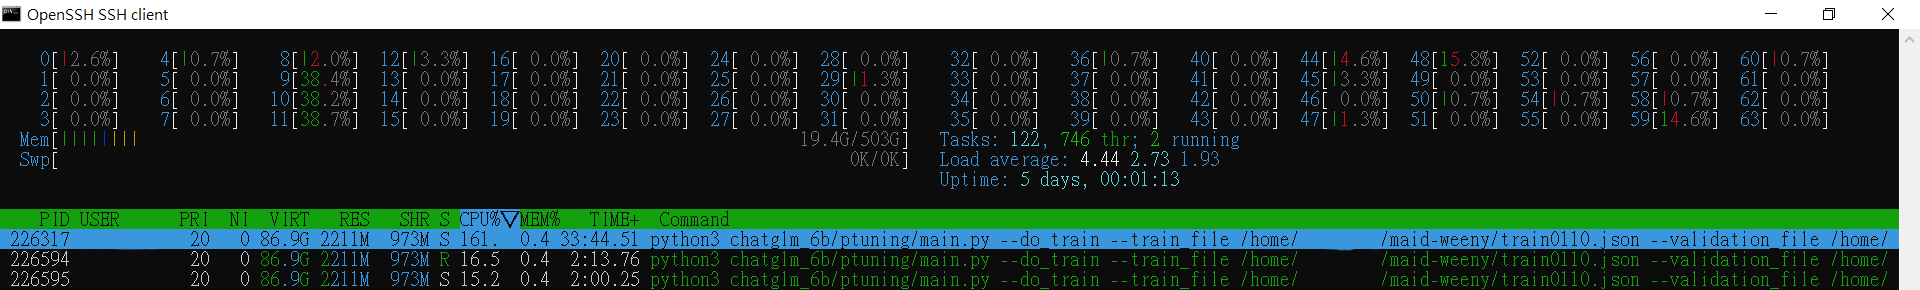 OpenSSH SSH client
0[|2.6%] 4[|0.7%] 8[|2.0%] 12[|3.3%] 16[ 0.0%] 20[ 0.0%] 24[ 0.0%] 28[ 0.0%] 32[ 0.0%] 36[|0.7%] 40[ 0.0%] 44[|4.6%] 48[15.8%] 52[ 0.0%] 56[ 0.0%] 60[|0.7%]
1[ 0.0%] 5[ 0.0%] 9[38.4%] 13[ 0.0%] 17[ 0.0%] 21[ 0.0%] 25[ 0.0%] 29[|1.3%] 33[ 0.0%] 37[ 0.0%] 41[ 0.0%] 45[|3.3%] 49[ 0.0%] 53[ 0.0%] 57[ 0.0%] 61[ 0.0%]
2[ 0.0%] 6[ 0.0%] 10[38.2%] 14[ 0.0%] 18[ 0.0%] 22[ 0.0%] 26[ 0.0%] 30[ 0.0%] 34[ 0.0%] 38[ 0.0%] 42[ 0.0%] 46[ 0.0%] 50[|0.7%] 54[|0.7%] 58[|0.7%] 62[ 0.0%]
3[ 0.0%] 7[ 0.0%] 11[38.7%] 15[ 0.0%] 19[ 0.0%] 23[ 0.0%] 27[ 0.0%] 31[ 0.0%] 35[ 0.0%] 39[ 0.0%] 43[ 0.0%] 47[|1.3%] 51[ 0.0%] 55[ 0.0%] 59[14.6%] 63[ 0.0%]
Mem[|||||||| 19.4G/503G] Tasks: 122, 746 thr; 2 running
Swp[ 0K/0K] Load average: 4.44 2.73 1.93
Uptime: 5 days, 00:01:13
PID USER PRI NI VIRT RES SHR S CPU%▽MEM% TIME+ Command
226317 20 0 86.9G 2211M 973M S 161. 0.4 33:44.51 python3 chatglm_6b/ptuning/main.py --do_train --train_file /home/ /maid-weeny/train0110.json --validation_file /home/
226594 20 0 86.9G 2211M 973M R 16.5 0.4 2:13.76 python3 chatglm_6b/ptuning/main.py --do_train --train_file /home/ /maid-weeny/train0110.json --validation_file /home/
226595 20 0 86.9G 2211M 973M S 15.2 0.4 2:00.25 python3 chatglm_6b/ptuning/main.py --do_train --train_file /home/ /maid-weeny/train0110.json --validation_file /home/